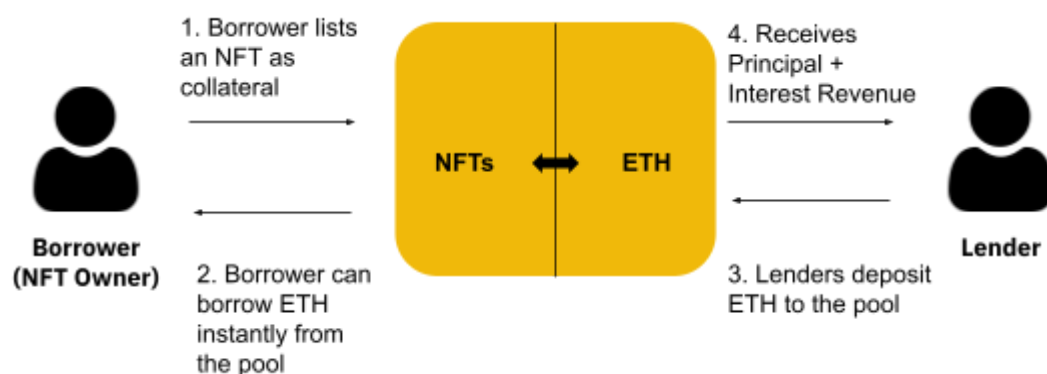 1. Borrower lists
an NFT as
collateral
4. Receives
Principal +
Interest Revenue
NFTs
ETH
Borrower
(NFT Owner)
Lender
2. Borrower can
borrow ETH
instantly from
the pool
3. Lenders deposit
ETH to the pool